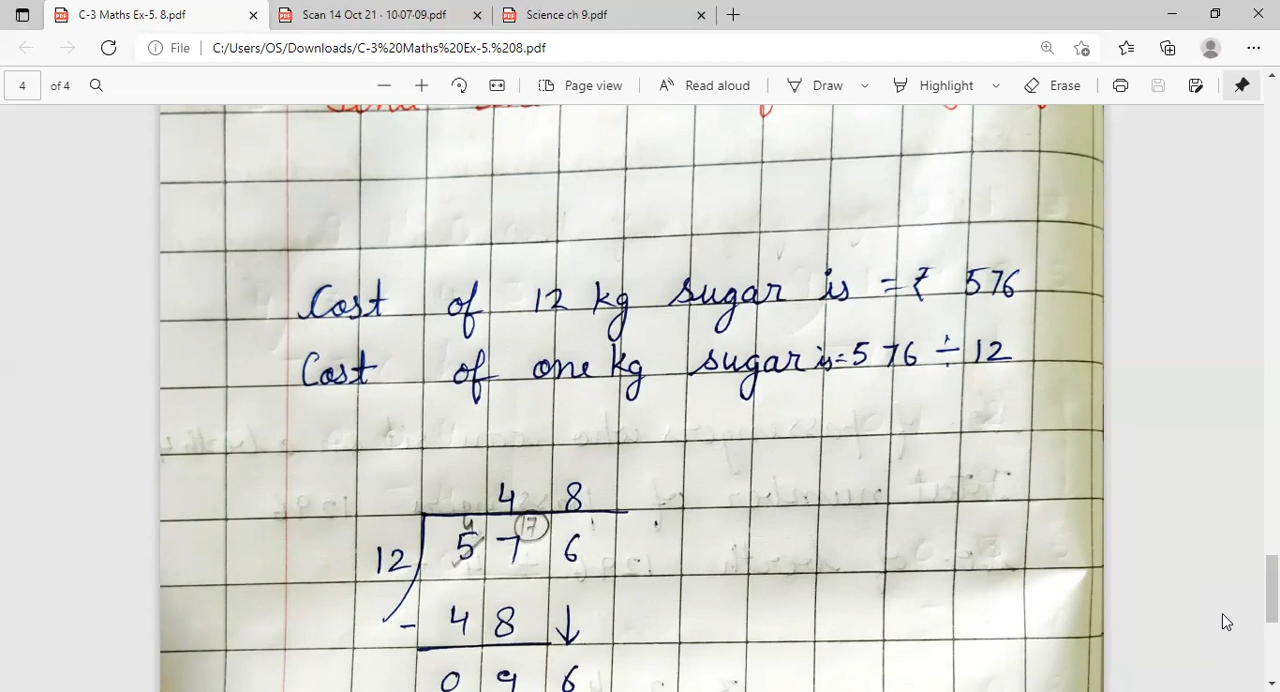 C-3 Maths Ex-5. 8.pdf
Scan 14 Oct 21 - 10-07-09.pdf
Science ch 9.pdf
File
C:/Users/OS/Downloads/C-3%20Maths%20Ex-5.%208.pdf
4 of 4
Page view
Read aloud
Draw
Highlight
Erase
Cost of 12 kg sugar is = ₹ 576
Cost of one kg sugar is = 576 ÷ 12
4 8
4 17
12 5 7 6
- 4 8 ↓
0 9 6